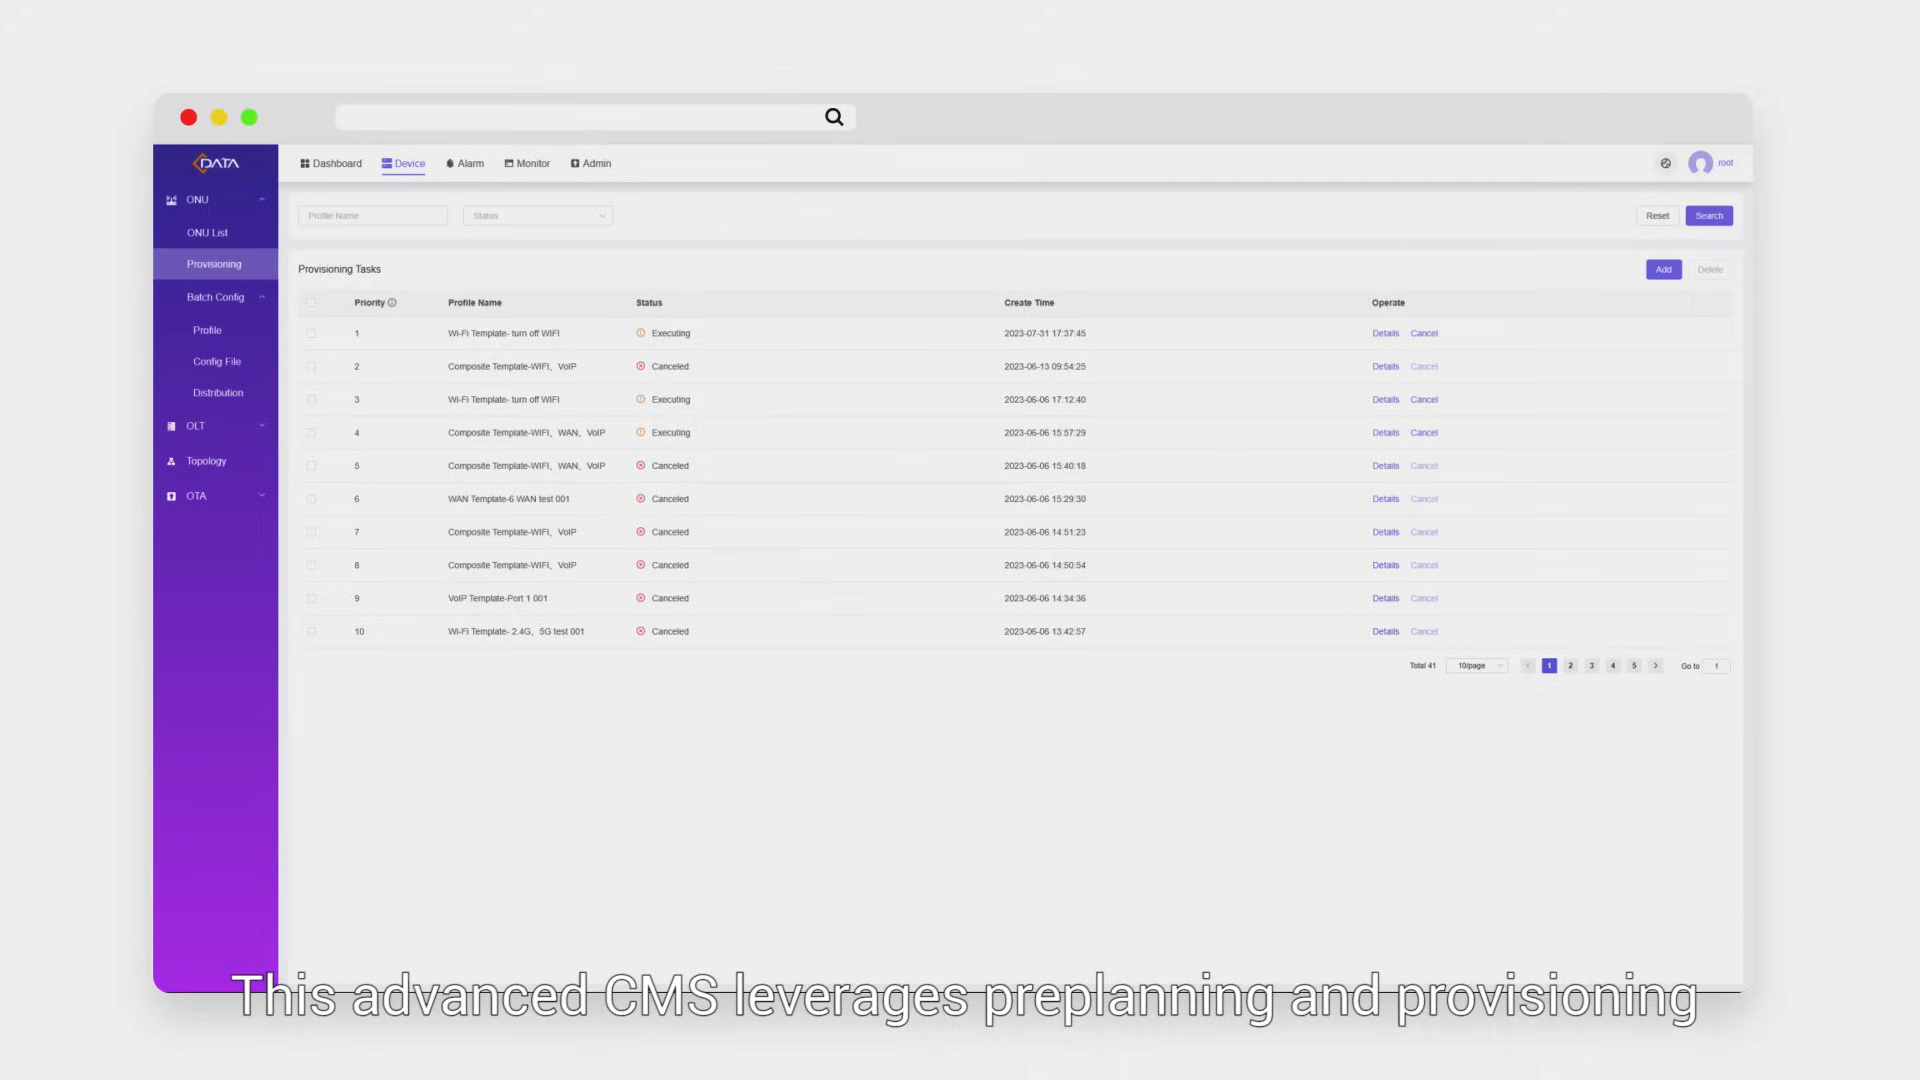 DATA
Dashboard Device Alarm Monitor Admin
root
ONU
ONU List
Provisioning
Batch Config
Profile
Config File
Distribution
OLT
Topology
OTA
Profile Name Status Reset Search
Provisioning Tasks Add Delete
Priority Profile Name Status Create Time Operate
1 Wi-Fi Template- turn off WIFI Executing 2023-07-31 17:37:45 Details Cancel
2 Composite Template-WIFI、VoIP Canceled 2023-06-13 09:54:25 Details Cancel
3 Wi-Fi Template- turn off WIFI Executing 2023-06-06 17:12:40 Details Cancel
4 Composite Template-WIFI、WAN、VoIP Executing 2023-06-06 15:57:29 Details Cancel
5 Composite Template-WIFI、WAN、VoIP Canceled 2023-06-06 15:40:18 Details Cancel
6 WAN Template-6 WAN test 001 Canceled 2023-06-06 15:29:30 Details Cancel
7 Composite Template-WIFI、VoIP Canceled 2023-06-06 14:51:23 Details Cancel
8 Composite Template-WIFI、VoIP Canceled 2023-06-06 14:50:54 Details Cancel
9 VoIP Template-Port 1 001 Canceled 2023-06-06 14:34:36 Details Cancel
10 Wi-Fi Template- 2.4G、5G test 001 Canceled 2023-06-06 13:42:57 Details Cancel
Total 41 10/page < 1 2 3 4 5 > Go to 1
This advanced CMS leverages preplanning and provisioning